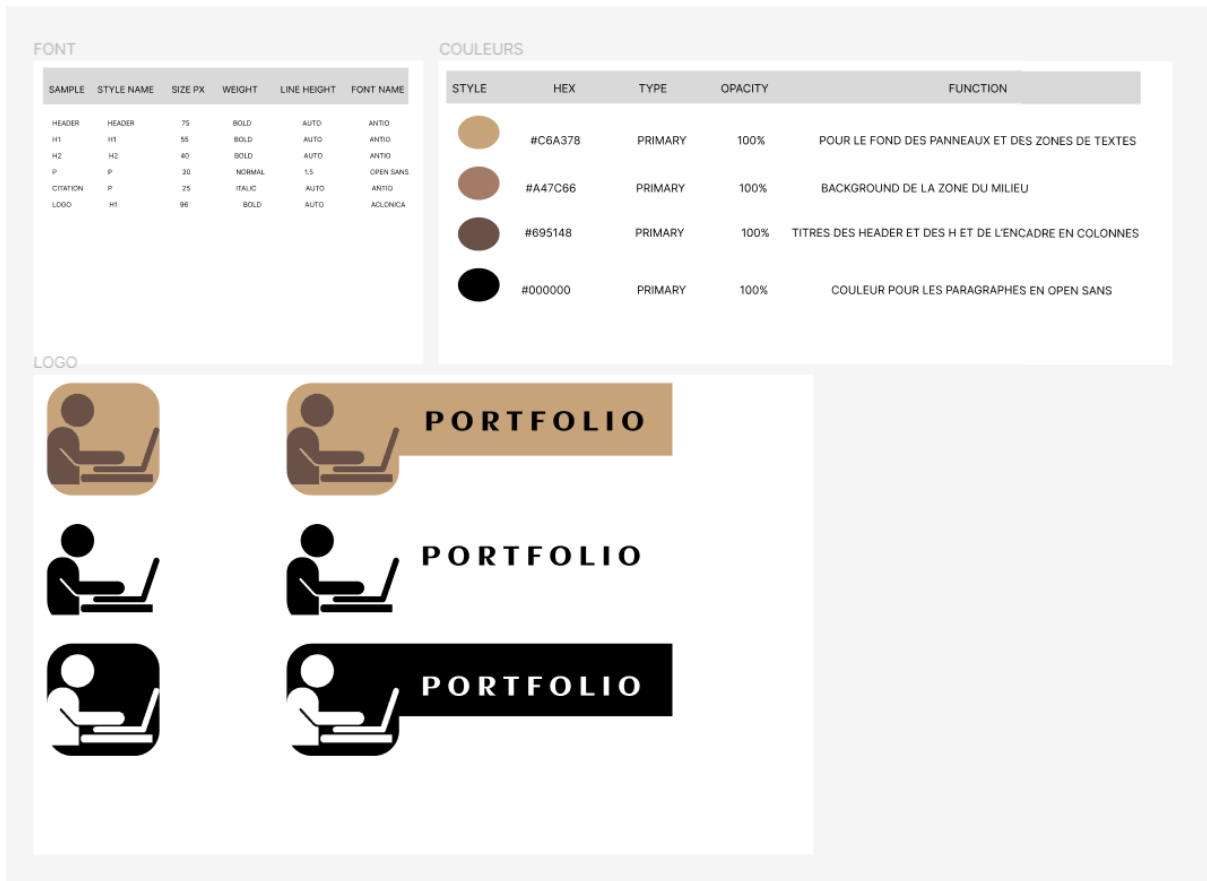 FONT
SAMPLE STYLE NAME SIZE PX WEIGHT LINE HEIGHT FONT NAME
HEADER HEADER 75 BOLD AUTO ANTIO
H1 H1 55 BOLD AUTO ANTIO
H2 H2 40 BOLD AUTO ANTIO
P P 20 NORMAL 1.5 OPEN SANS
CITATION P 25 ITALIC AUTO ANTIO
LOGO H1 96 BOLD AUTO ACLONICA
COULEURS
STYLE HEX TYPE OPACITY FUNCTION
#C6A378 PRIMARY 100% POUR LE FOND DES PANNEAUX ET DES ZONES DE TEXTES
#A47C66 PRIMARY 100% BACKGROUND DE LA ZONE DU MILIEU
#695148 PRIMARY 100% TITRES DES HEADER ET DES H ET DE L'ENCADRE EN COLONNES
#000000 PRIMARY 100% COULEUR POUR LES PARAGRAPHES EN OPEN SANS
LOGO
PORTFOLIO
PORTFOLIO
PORTFOLIO